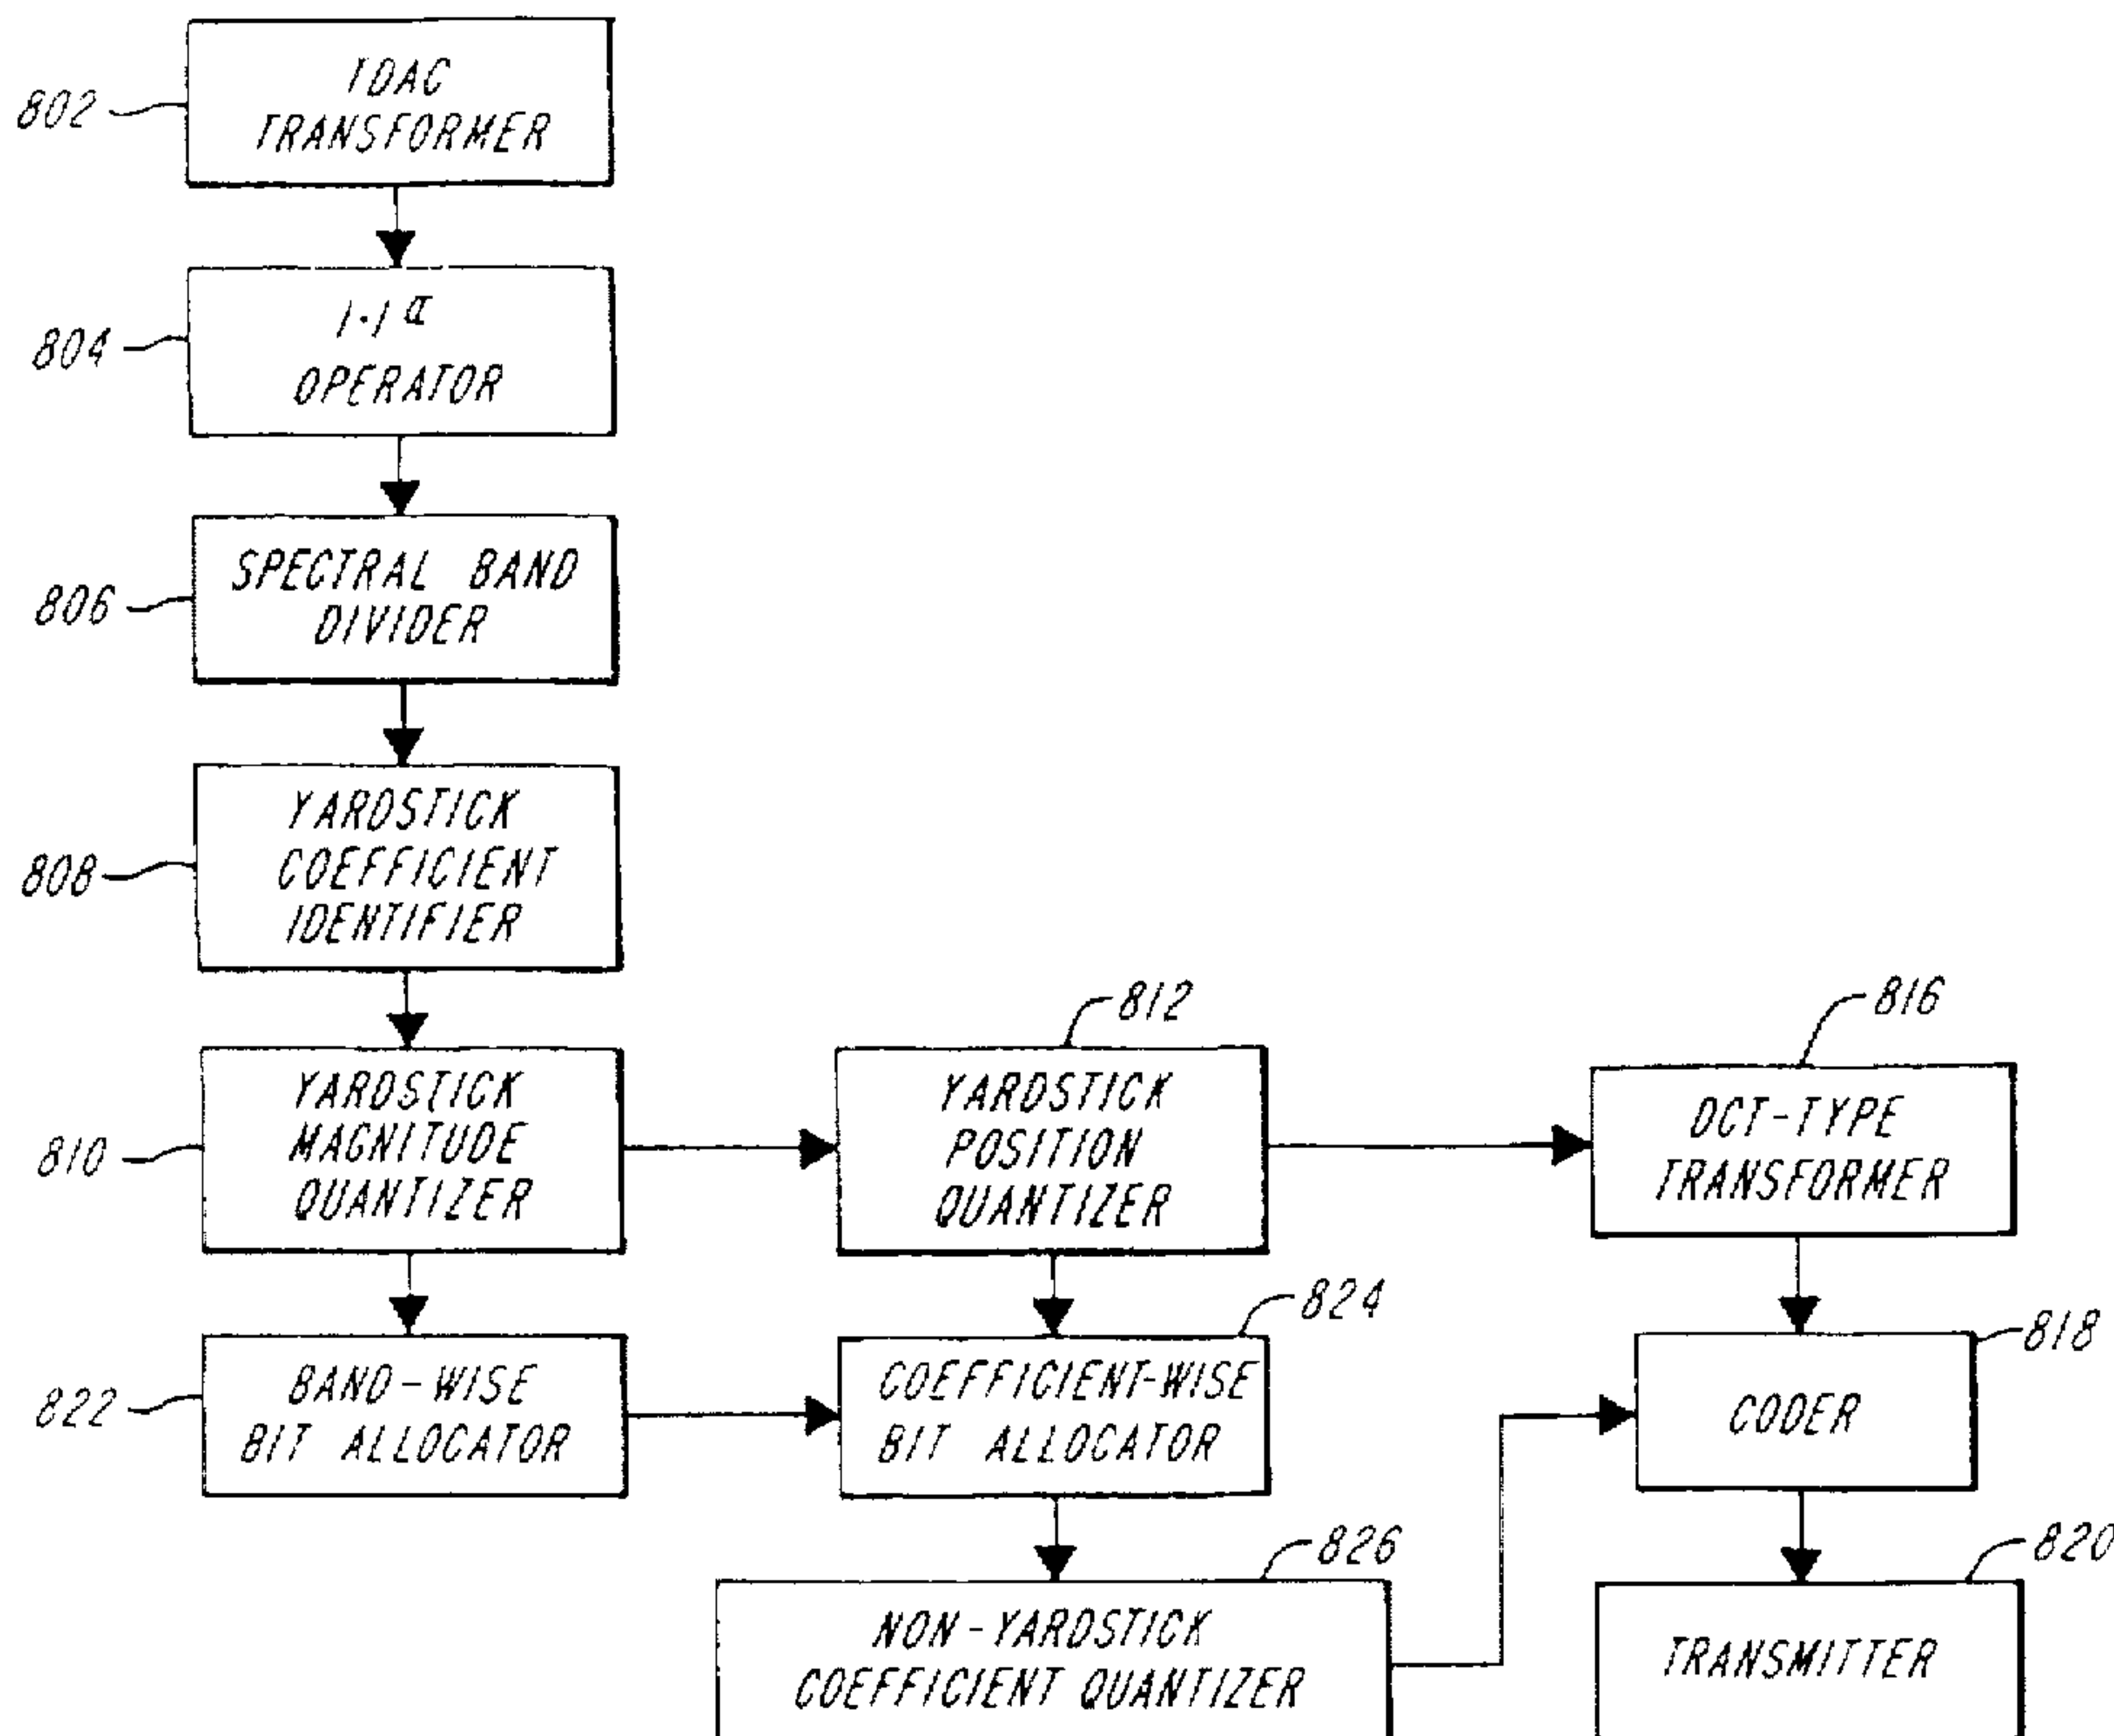 TDAC
TRANSFORMER
802
|·|α
OPERATOR
804
SPECTRAL BAND
DIVIDER
806
YARDSTICK
COEFFICIENT
IDENTIFIER
808
812
816
YARDSTICK
MAGNITUDE
QUANTIZER
810
YARDSTICK
POSITION
QUANTIZER
DCT-TYPE
TRANSFORMER
824
818
BAND-WISE
BIT ALLOCATOR
822
COEFFICIENT-WISE
BIT ALLOCATOR
CODER
826
820
NON-YARDSTICK
COEFFICIENT QUANTIZER
TRANSMITTER